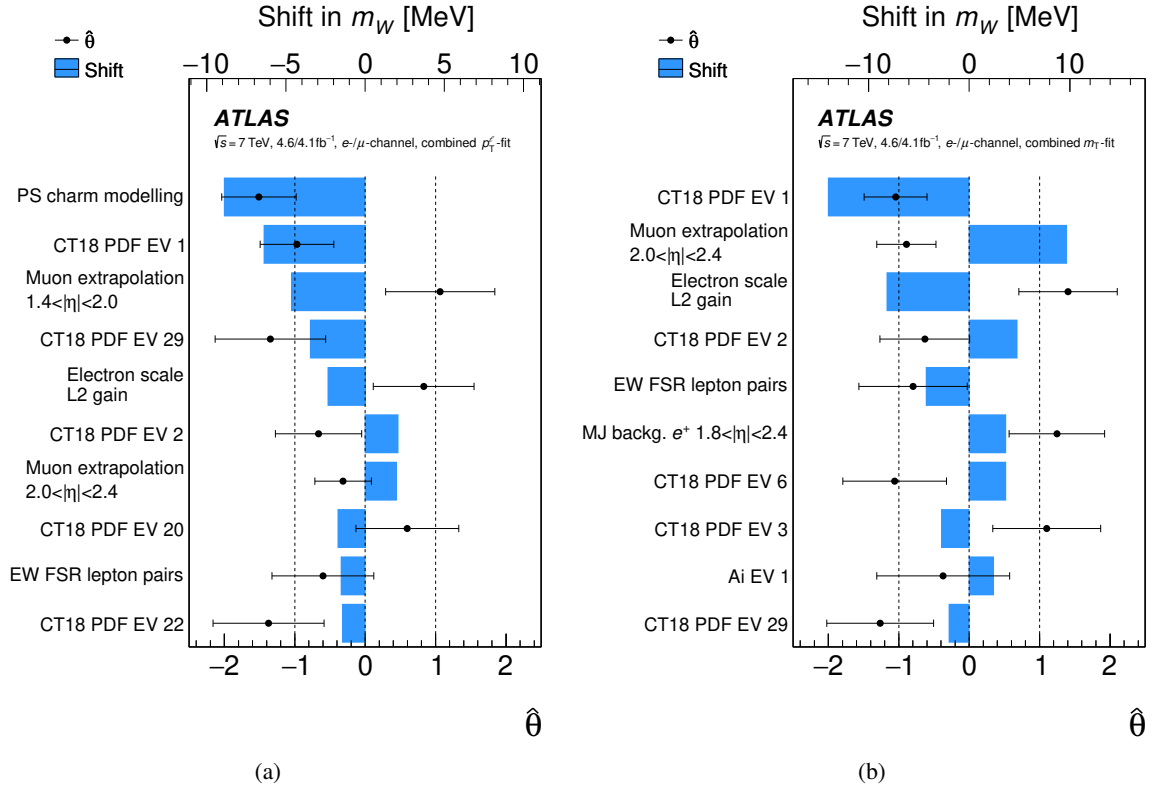 Shift in m_W [MeV]
θ̂
Shift
−10 −5 0 5 10
ATLAS
√s = 7 TeV, 4.6/4.1fb⁻¹, e-/μ-channel, combined p_T^ℓ-fit
PS charm modelling
CT18 PDF EV 1
Muon extrapolation
1.4<|η|<2.0
CT18 PDF EV 29
Electron scale
L2 gain
CT18 PDF EV 2
Muon extrapolation
2.0<|η|<2.4
CT18 PDF EV 20
EW FSR lepton pairs
CT18 PDF EV 22
−2 −1 0 1 2
θ̂
(a)
Shift in m_W [MeV]
θ̂
Shift
−10 0 10
ATLAS
√s = 7 TeV, 4.6/4.1fb⁻¹, e-/μ-channel, combined m_T-fit
CT18 PDF EV 1
Muon extrapolation
2.0<|η|<2.4
Electron scale
L2 gain
CT18 PDF EV 2
EW FSR lepton pairs
MJ backg. e⁺ 1.8<|η|<2.4
CT18 PDF EV 6
CT18 PDF EV 3
Ai EV 1
CT18 PDF EV 29
−2 −1 0 1 2
θ̂
(b)